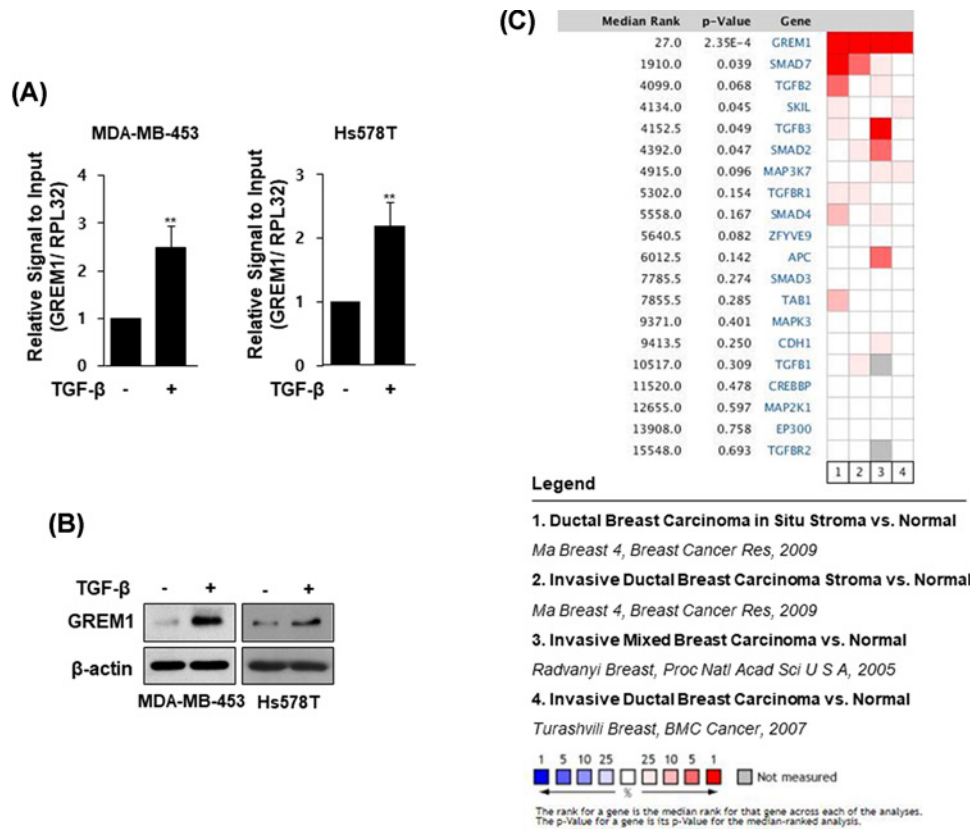 (A)
MDA-MB-453
Relative Signal to Input
(GREM1/ RPL32)
4
3
2
1
0
TGF-β - +
**
Hs578T
Relative Signal to Input
(GREM1/ RPL32)
3
2
1
0
TGF-β - +
**
(B)
TGF-β - + - +
GREM1
β-actin
MDA-MB-453 Hs578T
(C)
Median Rank p-Value Gene
27.0 2.35E-4 GREM1
1910.0 0.039 SMAD7
4099.0 0.068 TGFB2
4134.0 0.045 SKIL
4152.5 0.049 TGFB3
4392.0 0.047 SMAD2
4915.0 0.096 MAP3K7
5302.0 0.154 TGFBR1
5558.0 0.167 SMAD4
5640.5 0.082 ZFYVE9
6012.5 0.142 APC
7785.5 0.274 SMAD3
7855.5 0.285 TAB1
9371.0 0.401 MAPK3
9413.5 0.250 CDH1
10517.0 0.309 TGFB1
11520.0 0.478 CREBBP
12655.0 0.597 MAP2K1
13908.0 0.758 EP300
15548.0 0.693 TGFBR2
1 2 3 4
Legend
1. Ductal Breast Carcinoma in Situ Stroma vs. Normal
Ma Breast 4, Breast Cancer Res, 2009
2. Invasive Ductal Breast Carcinoma Stroma vs. Normal
Ma Breast 4, Breast Cancer Res, 2009
3. Invasive Mixed Breast Carcinoma vs. Normal
Radvanyi Breast, Proc Natl Acad Sci U S A, 2005
4. Invasive Ductal Breast Carcinoma vs. Normal
Turashvili Breast, BMC Cancer, 2007
1 5 10 25 25 10 5 1
Not measured
%
The rank for a gene is the median rank for that gene across each of the analyses.
The p-Value for a gene is its p-Value for the median-ranked analysis.